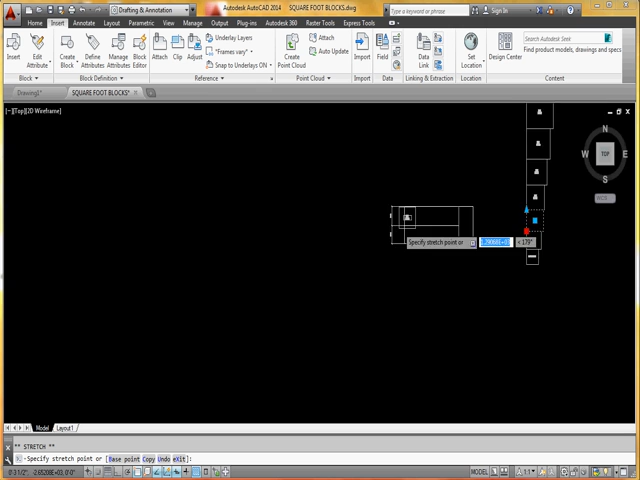 Drafting & Annotation
Autodesk AutoCAD 2014 SQUARE FOOT BLOCKS.dwg
Type a keyword or phrase
Sign In
Home Insert Annotate Layout Parametric View Manage Output Plug-ins Autodesk 360 Raster Tools Express Tools
Insert
Edit Attribute
Create Block
Define Attributes
Manage Attributes
Block Editor
Attach
Clip
Adjust
Underlay Layers
*Frames vary*
Snap to Underlays ON
Create Point Cloud
Attach
Auto Update
Import
Field
Data Link
Set Location
Design Center
Search Autodesk Seek
Find product models, drawings and specs
Block Block Definition Reference Point Cloud Import Data Linking & Extraction Location Content
Drawing1* SQUARE FOOT BLOCKS*
[−][Top][2D Wireframe]
N
W TOP E
S
WCS
Specify stretch point or
< 179°
Model Layout1
** STRETCH **
Specify stretch point or [Base point Copy Undo eXit]:
MODEL
1:1